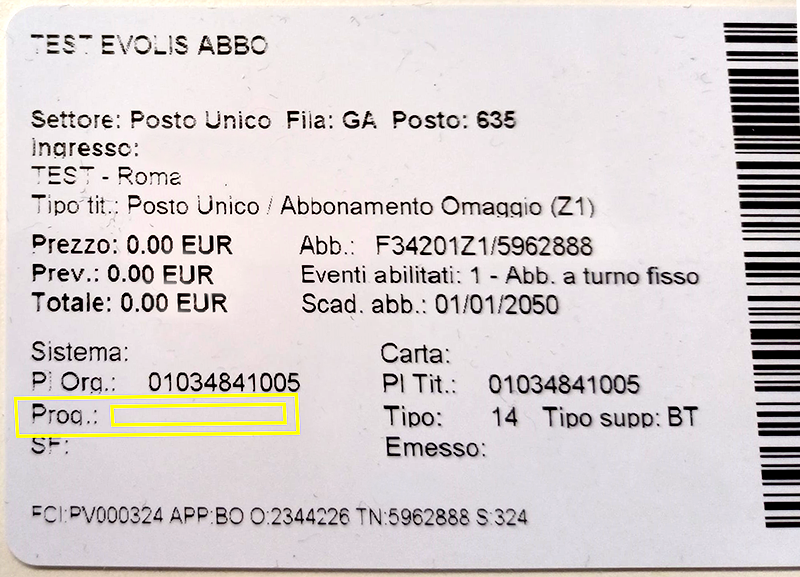 TEST EVOLIS ABBO
Settore: Posto Unico Fila: GA Posto: 635
Ingresso:
TEST - Roma
Tipo tit.: Posto Unico / Abbonamento Omaggio (Z1)
Prezzo: 0.00 EUR Abb.: F34201Z1/5962888
Prev.: 0.00 EUR Eventi abilitati: 1 - Abb. a turno fisso
Totale: 0.00 EUR Scad. abb.: 01/01/2050
Sistema: Carta:
PI Org.: 01034841005 PI Tit.: 01034841005
Prog.: Tipo: 14 Tipo supp: BT
SF: Emesso:
FCI:PV000324 APP:BO O:2344226 TN:5962888 S:324